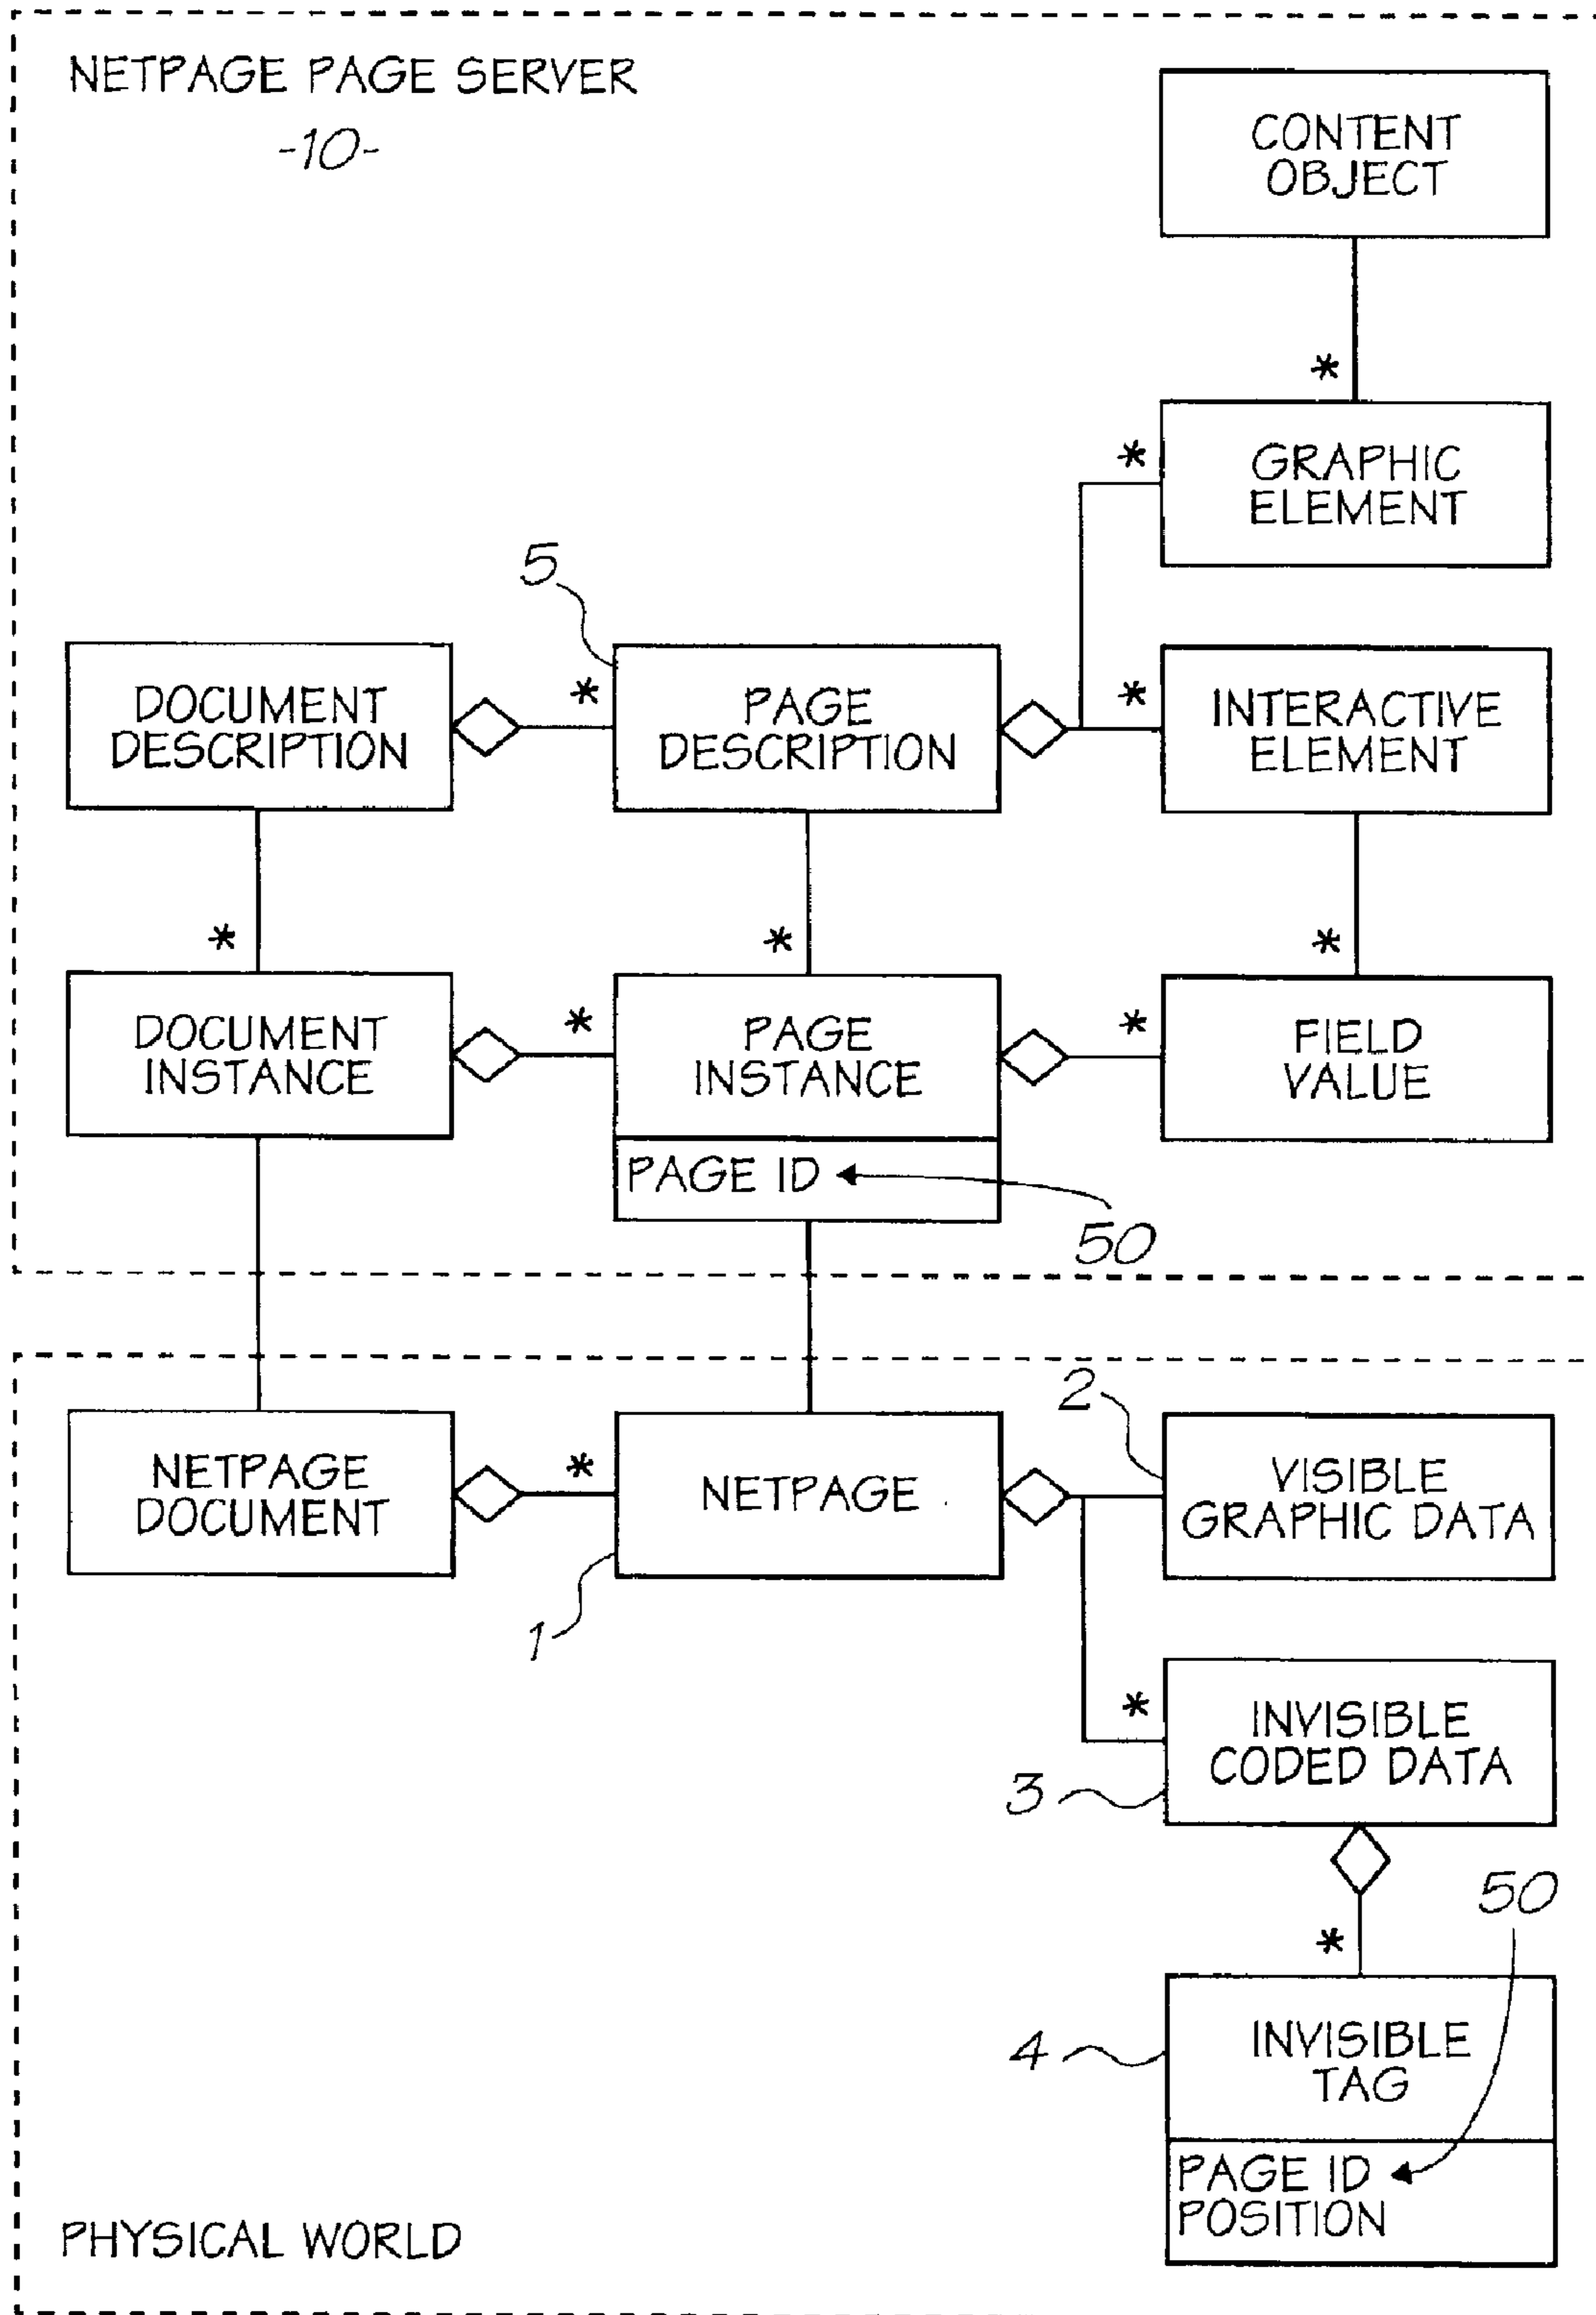 NETPAGE PAGE SERVER
-10-
CONTENT
OBJECT
*
GRAPHIC
ELEMENT
*
5
DOCUMENT
DESCRIPTION
*
PAGE
DESCRIPTION
*
INTERACTIVE
ELEMENT
*
*
*
DOCUMENT
INSTANCE
*
PAGE
INSTANCE
*
FIELD
VALUE
PAGE ID
50
NETPAGE
DOCUMENT
*
NETPAGE
1
2
VISIBLE
GRAPHIC DATA
*
INVISIBLE
CODED DATA
3
50
*
4
INVISIBLE
TAG
PAGE ID
POSITION
PHYSICAL WORLD